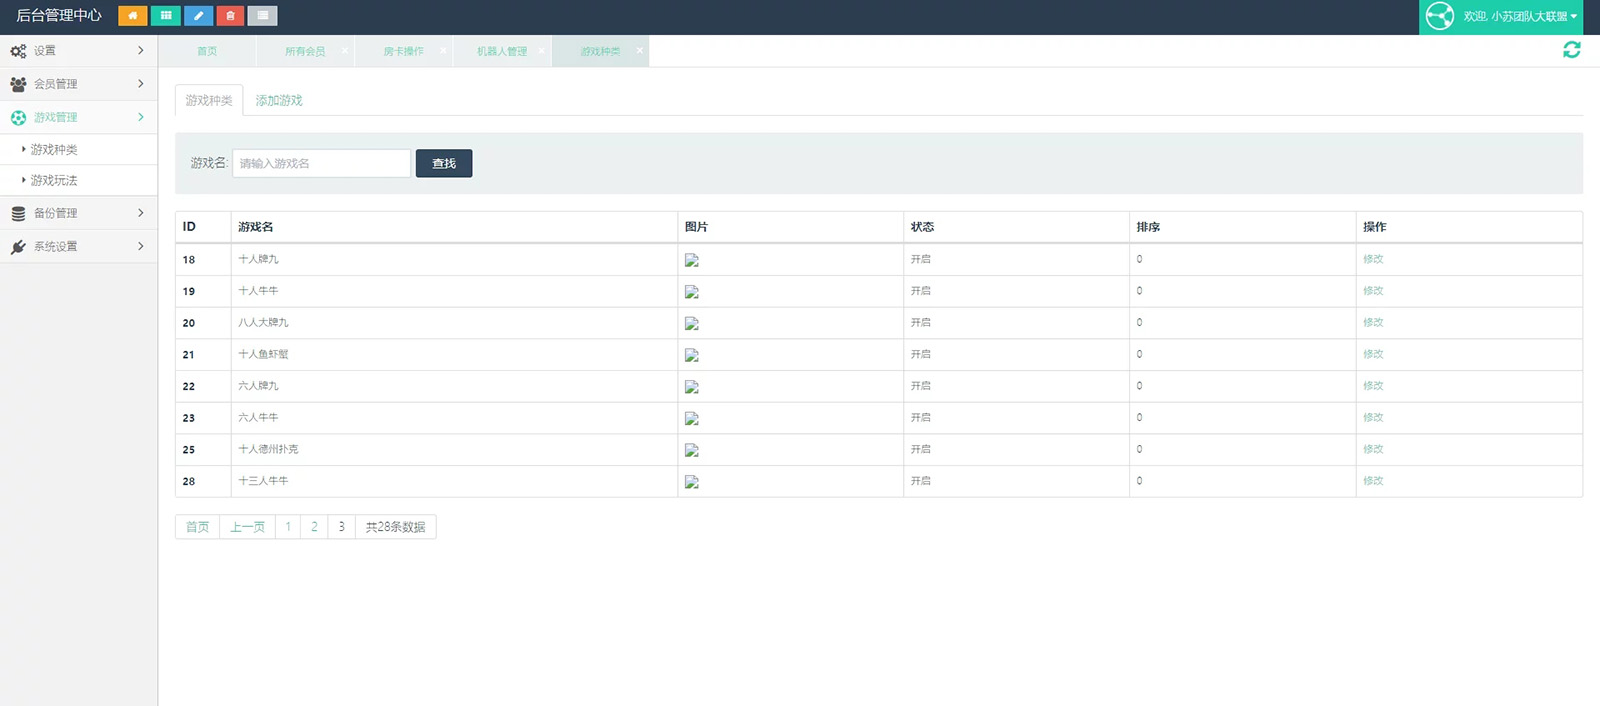 后台管理中心
欢迎, 小苏团队大联盟
设置
会员管理
游戏管理
游戏种类
游戏玩法
备份管理
系统设置
首页 所有会员 × 房卡操作 × 机器人管理 × 游戏种类 ×
游戏种类 添加游戏
游戏名: 请输入游戏名 查找
ID 游戏名 图片 状态 排序 操作
18 十人牌九 开启 0 修改
19 十人牛牛 开启 0 修改
20 八人大牌九 开启 0 修改
21 十人鱼虾蟹 开启 0 修改
22 六人牌九 开启 0 修改
23 六人牛牛 开启 0 修改
25 十人德州扑克 开启 0 修改
28 十三人牛牛 开启 0 修改
首页 上一页 1 2 3 共28条数据